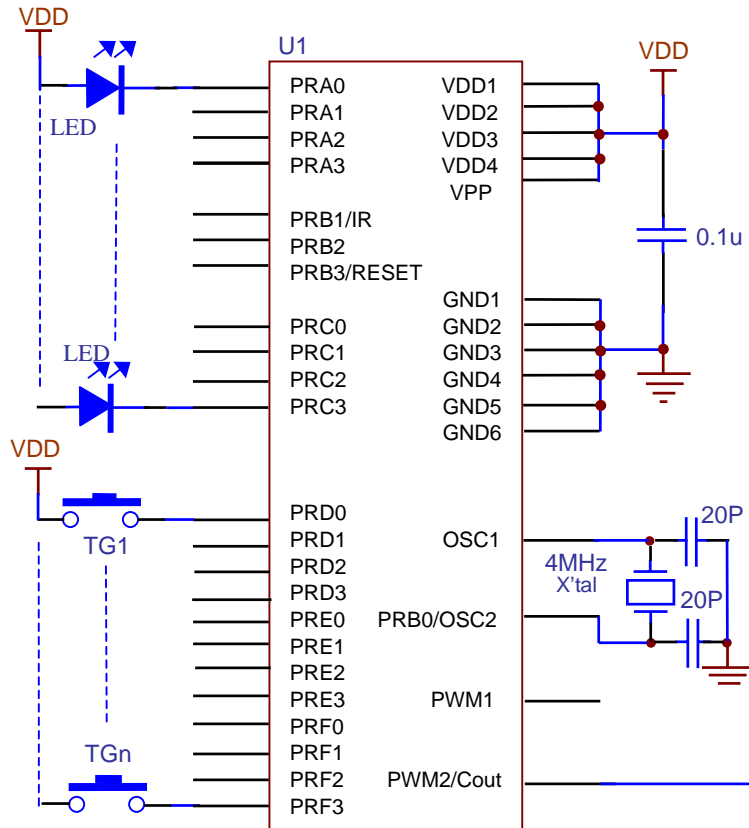 VDD
LED
LED
VDD
TG1
TGn
U1
PRA0
PRA1
PRA2
PRA3
PRB1/IR
PRB2
PRB3/RESET
PRC0
PRC1
PRC2
PRC3
PRD0
PRD1
PRD2
PRD3
PRE0
PRE1
PRE2
PRE3
PRF0
PRF1
PRF2
PRF3
VDD1
VDD2
VDD3
VDD4
VPP
GND1
GND2
GND3
GND4
GND5
GND6
OSC1
PRB0/OSC2
PWM1
PWM2/Cout
VDD
0.1u
20P
4MHz
X'tal
20P